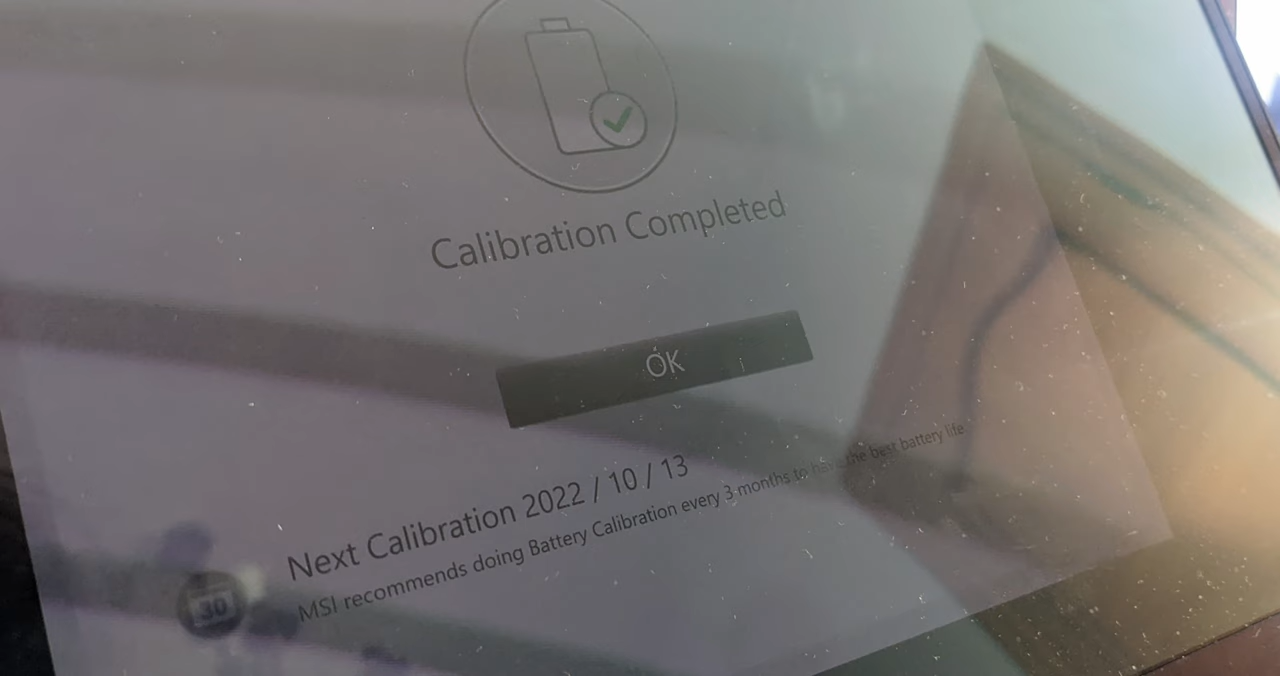 Calibration Completed
OK
Next Calibration 2022 / 10 / 13
MSI recommends doing Battery Calibration every 3 months to have the best battery life
30